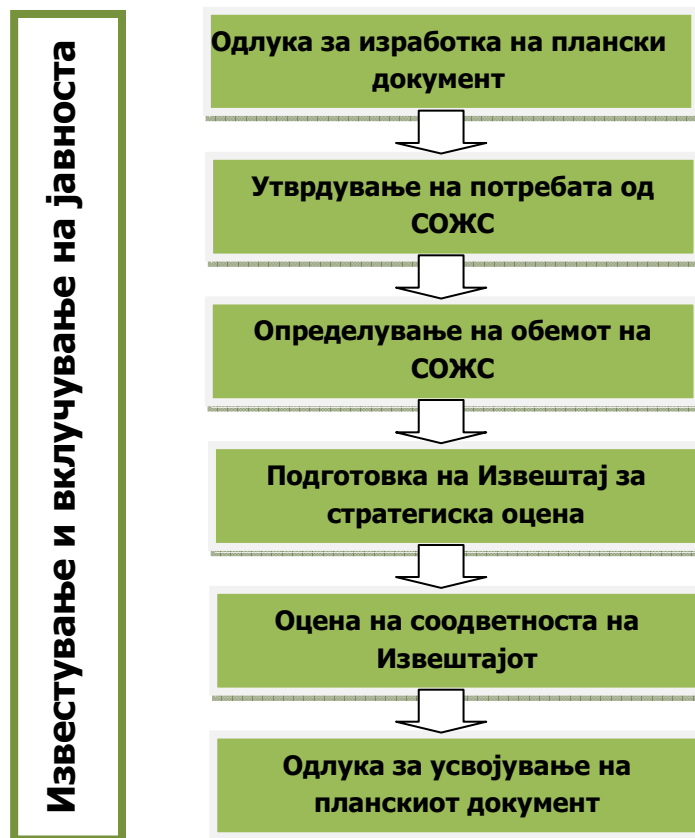 Известување и вклучување на јавноста
Одлука за изработка на плански
документ
Утврдување на потребата од
СОЖС
Определување на обемот на
СОЖС
Подготовка на Извештај за
стратегиска оцена
Оцена на соодветноста на
Извештајот
Одлука за усвојување на
планскиот документ